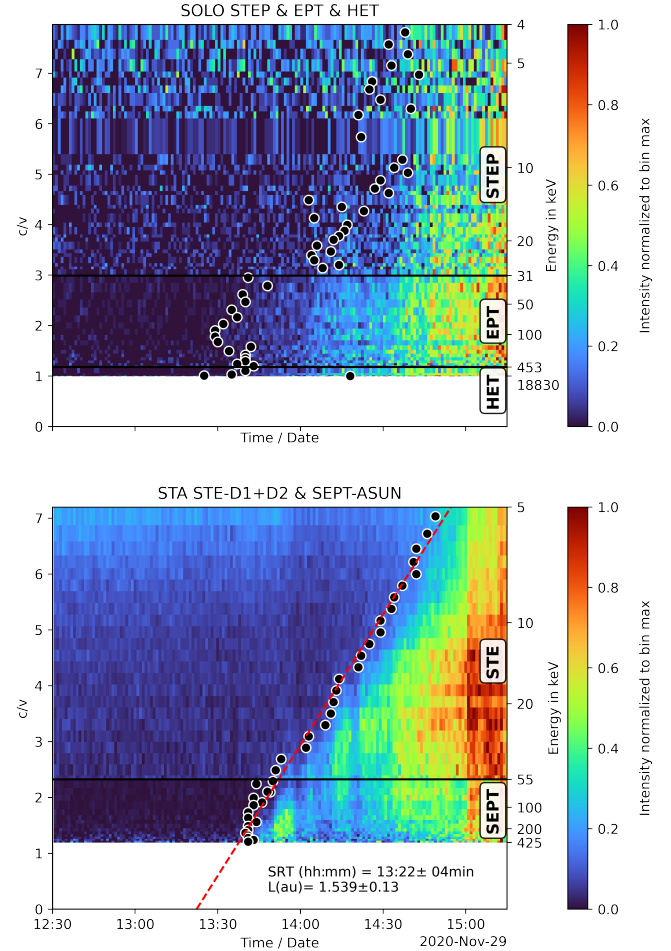 SOLO STEP & EPT & HET
4
5
10
20
31
50
100
453
18830
7
6
5
4
3
2
1
0
c/v
Energy in keV
STEP
EPT
HET
Time / Date
1.0
0.8
0.6
0.4
0.2
0.0
Intensity normalized to bin max
STA STE-D1+D2 & SEPT-ASUN
7
6
5
4
3
2
1
0
c/v
5
10
20
55
100
200
425
Energy in keV
STE
SEPT
SRT (hh:mm) = 13:22± 04min
L(au)= 1.539±0.13
12:30 13:00 13:30 14:00 14:30 15:00
Time / Date
2020-Nov-29
1.0
0.8
0.6
0.4
0.2
0.0
Intensity normalized to bin max